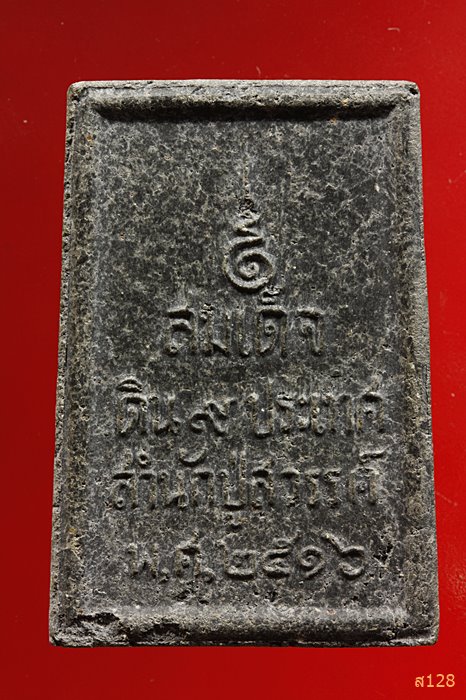 ๑
สมเด็จ
ดิน ๙ ประเทศ
สำนักปู่สวรรค์
พ.ศ. ๒๕๑๖
ส128